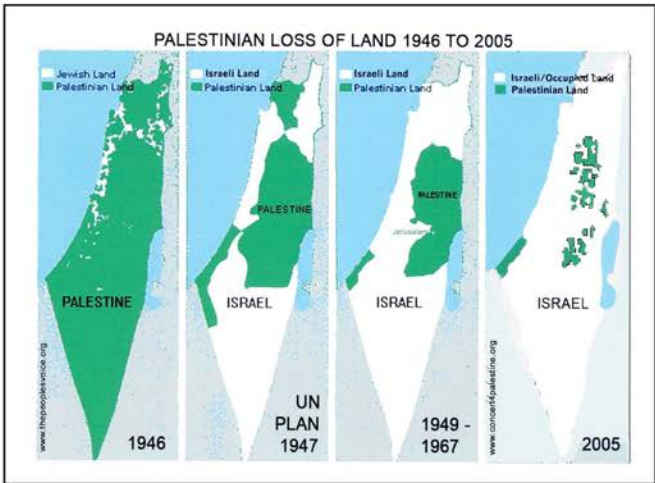 PALESTINIAN LOSS OF LAND 1946 TO 2005
Jewish Land
Palestinian Land
PALESTINE
1946
www.thepeoplesvoice.org
Israeli Land
Palestinian Land
PALESTINE
ISRAEL
UN
PLAN
1947
Israeli Land
Palestinian Land
PALESTINE
Jerusalem
ISRAEL
1949 -
1967
Israeli/Occupied Land
Palestinian Land
ISRAEL
2005
www.concert4palestine.org